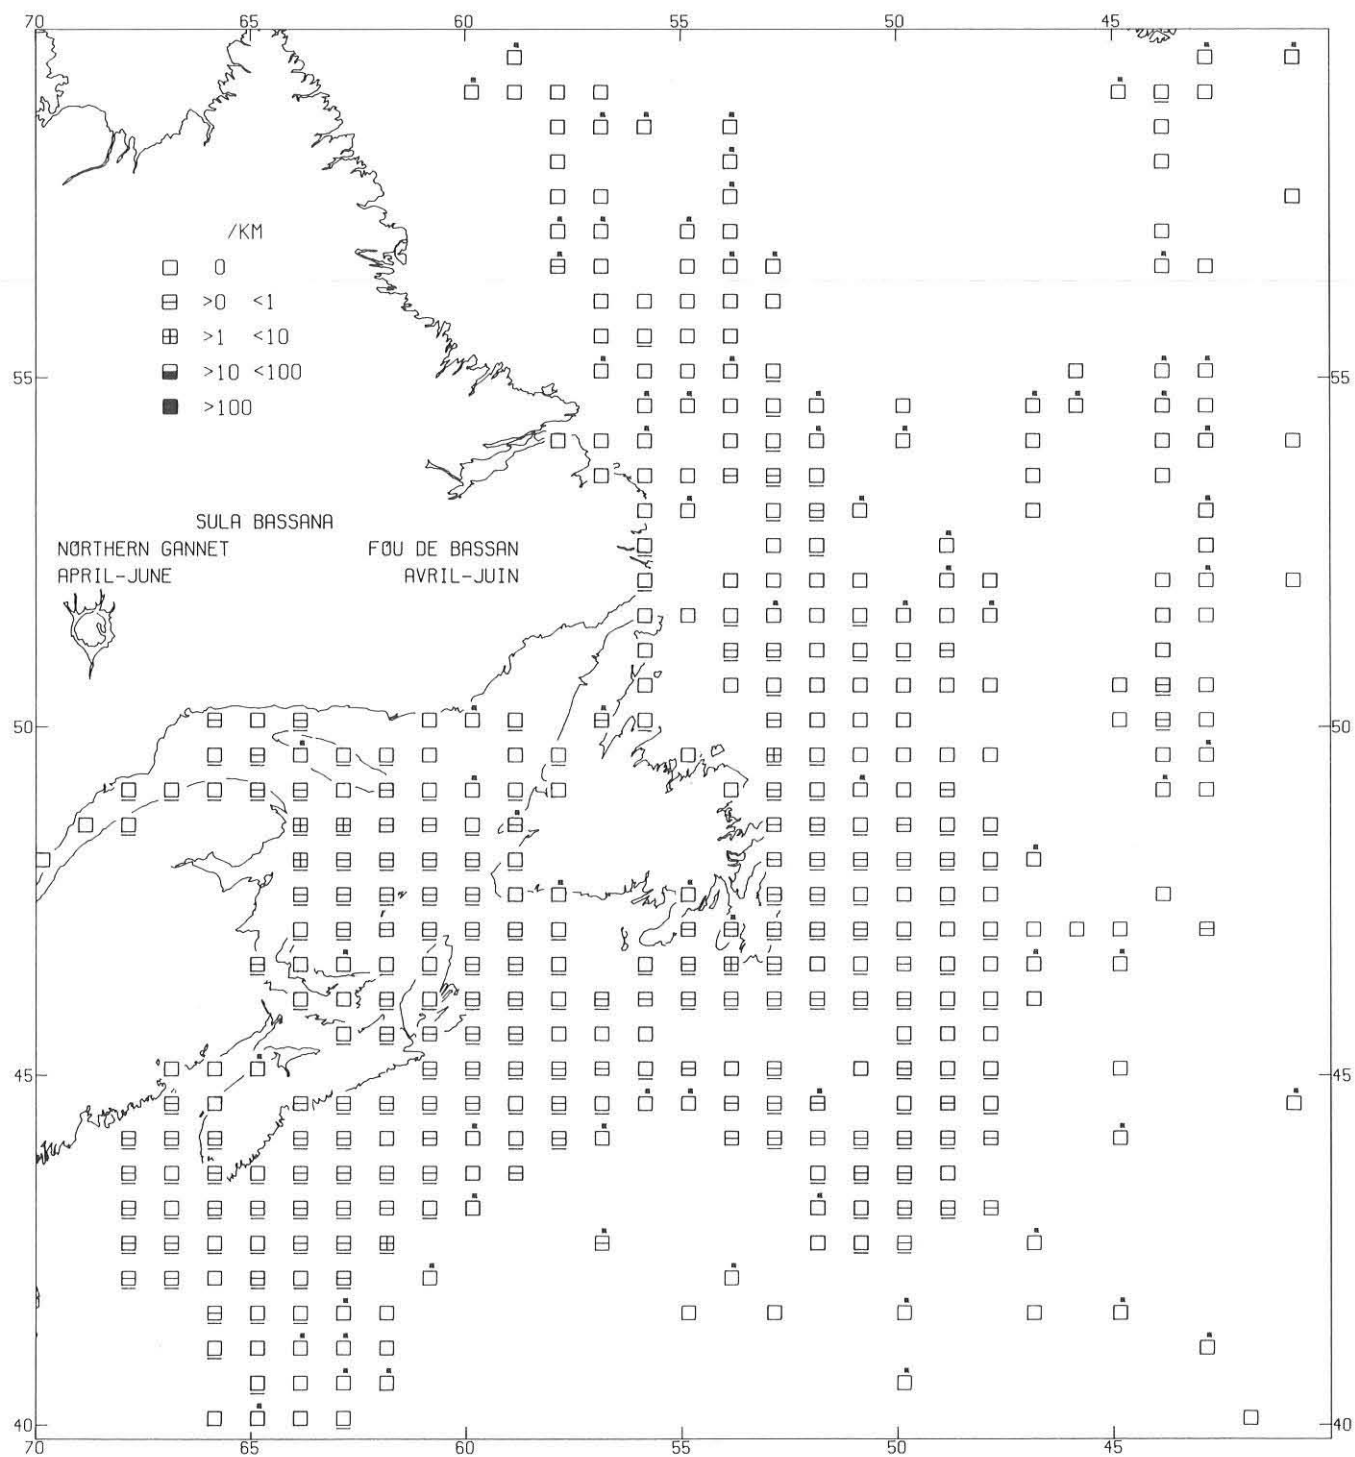 70 65 60 55 50 45
/KM
0
>0 <1
>1 <10
55 >10 <100 55
>100
SULA BASSANA
NØRTHERN GANNET FØU DE BASSAN
APRIL-JUNE AVRIL-JUIN
50 50
45 45
40 40
70 65 60 55 50 45